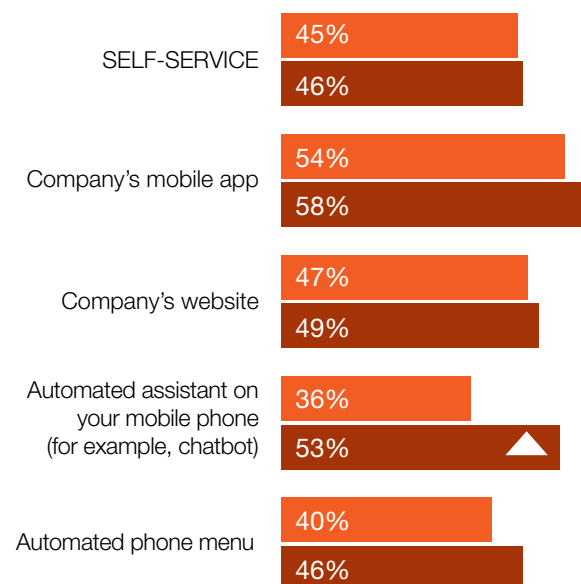 45%
SELF-SERVICE
46%
54%
Company’s mobile app
58%
47%
Company’s website
49%
Automated assistant on
your mobile phone
(for example, chatbot)
36%
53%
40%
Automated phone menu
46%